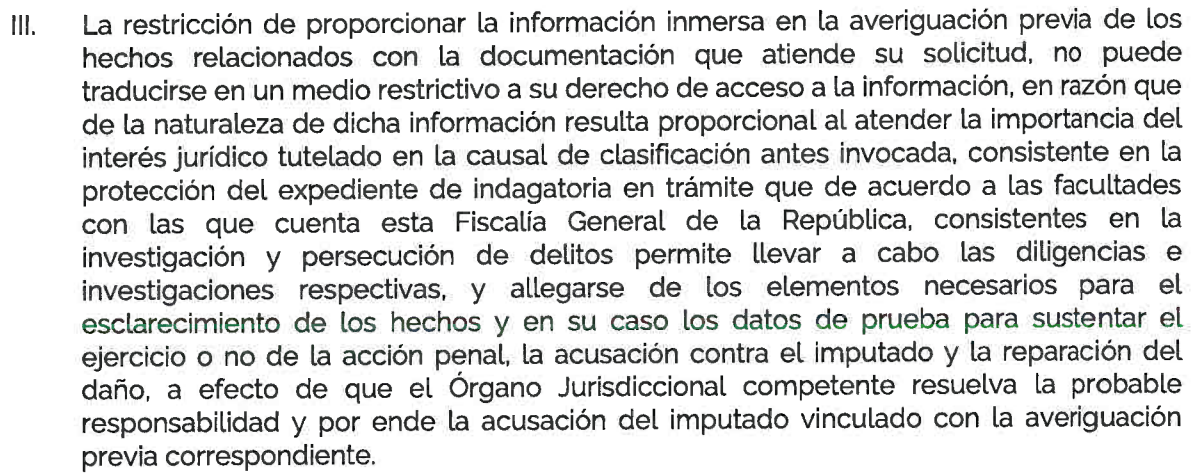 III. La restricción de proporcionar la información inmersa en la averiguación previa de los
hechos relacionados con la documentación que atiende su solicitud, no puede
traducirse en un medio restrictivo a su derecho de acceso a la información, en razón que
de la naturaleza de dicha información resulta proporcional al atender la importancia del
interés jurídico tutelado en la causal de clasificación antes invocada, consistente en la
protección del expediente de indagatoria en trámite que de acuerdo a las facultades
con las que cuenta esta Fiscalía General de la República, consistentes en la
investigación y persecución de delitos permite llevar a cabo las diligencias e
investigaciones respectivas, y allegarse de los elementos necesarios para el
esclarecimiento de los hechos y en su caso los datos de prueba para sustentar el
ejercicio o no de la acción penal, la acusación contra el imputado y la reparación del
daño, a efecto de que el Órgano Jurisdiccional competente resuelva la probable
responsabilidad y por ende la acusación del imputado vinculado con la averiguación
previa correspondiente.